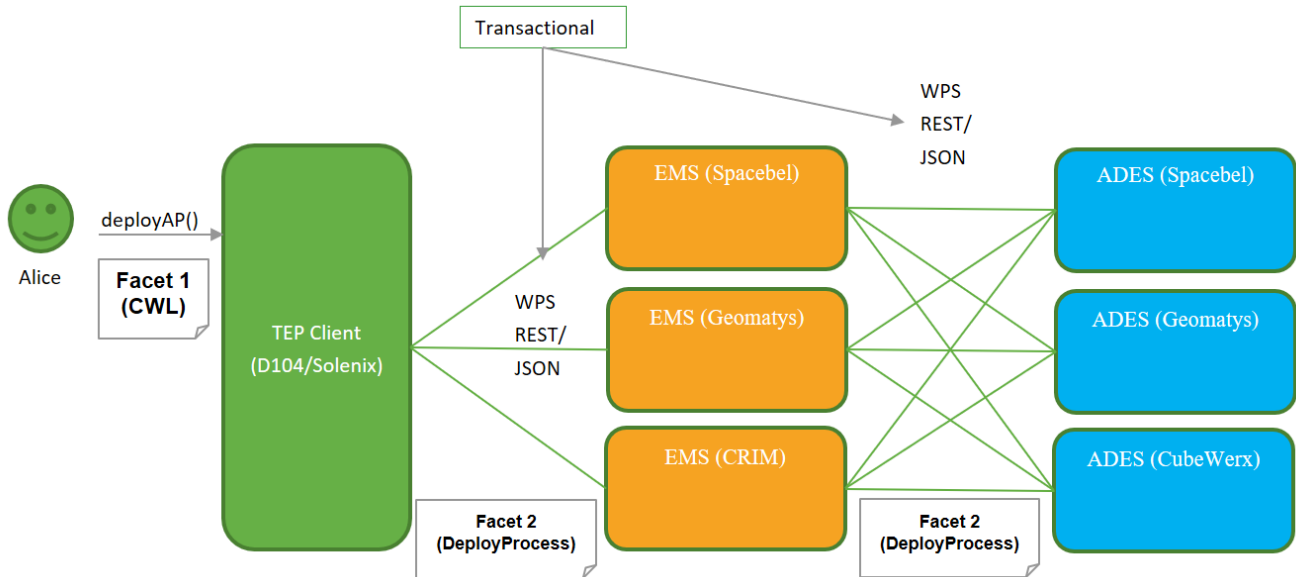 Transactional
WPS
REST/
JSON
EMS (Spacebel)
ADES (Spacebel)
deployAP()
Alice
Facet 1
(CWL)
TEP Client
(D104/Solenix)
WPS
REST/
JSON
EMS (Geomatys)
ADES (Geomatys)
EMS (CRIM)
ADES (CubeWerx)
Facet 2
(DeployProcess)
Facet 2
(DeployProcess)